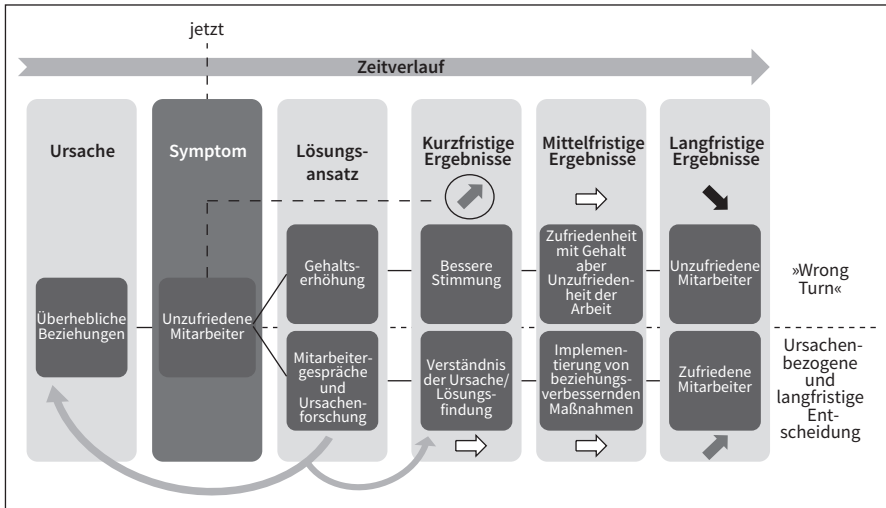 jetzt
Zeitverlauf
Ursache
Symptom
Lösungs-
ansatz
Kurzfristige
Ergebnisse
Mittelfristige
Ergebnisse
Langfristige
Ergebnisse
Überhebliche
Beziehungen
Unzufriedene
Mitarbeiter
Gehalts-
erhöhung
Bessere
Stimmung
Zufriedenheit
mit Gehalt
aber
Unzufrieden-
heit der
Arbeit
Unzufriedene
Mitarbeiter
»Wrong
Turn«
Mitarbeiter-
gespräche
und
Ursachen-
forschung
Verständnis
der Ursache/
Lösungs-
findung
Implemen-
tierung von
beziehungs-
verbessernden
Maßnahmen
Zufriedene
Mitarbeiter
Ursachen-
bezogene
und
langfristige
Ent-
scheidung